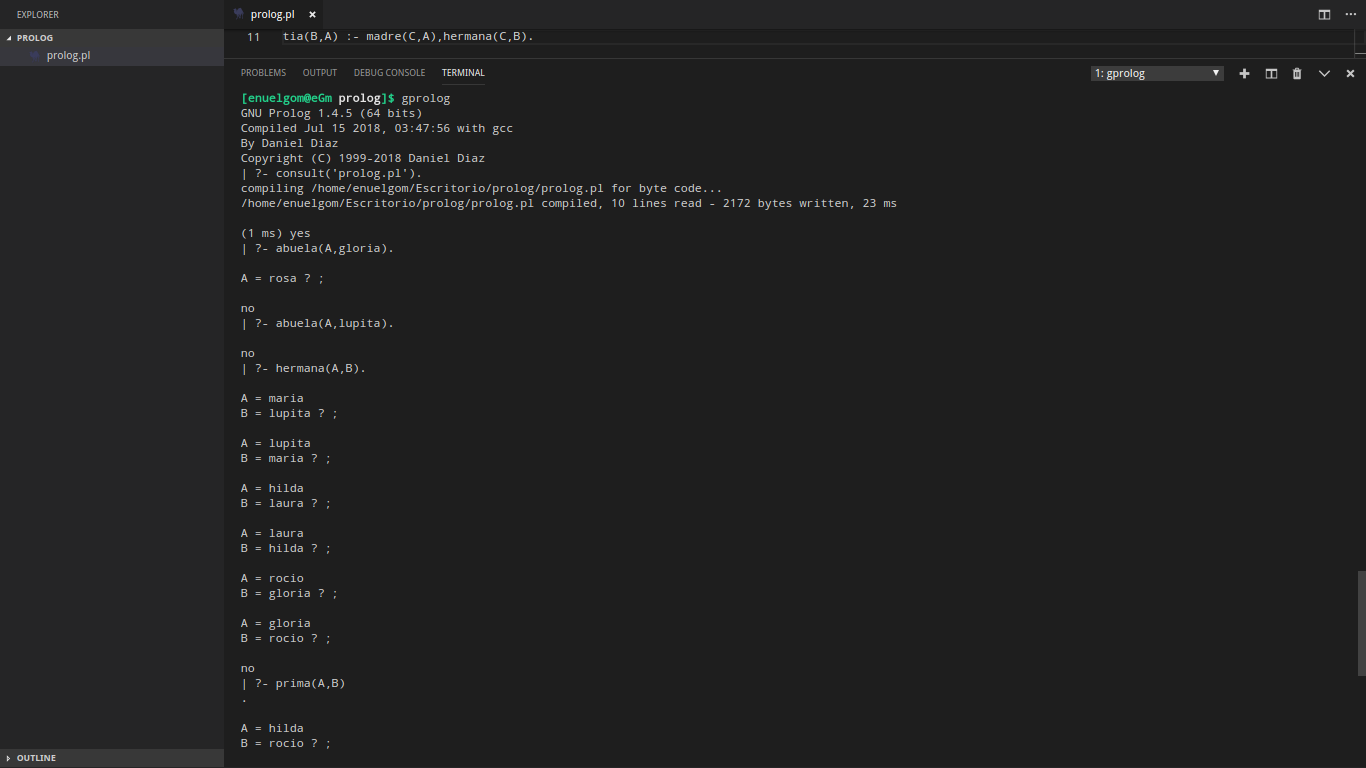 EXPLORER
PROLOG
prolog.pl
OUTLINE
prolog.pl ×
11 tia(B,A) :- madre(C,A),hermana(C,B).
PROBLEMS OUTPUT DEBUG CONSOLE TERMINAL
1: gprolog
[enuelgom@eGm prolog]$ gprolog
GNU Prolog 1.4.5 (64 bits)
Compiled Jul 15 2018, 03:47:56 with gcc
By Daniel Diaz
Copyright (C) 1999-2018 Daniel Diaz
| ?- consult('prolog.pl').
compiling /home/enuelgom/Escritorio/prolog/prolog.pl for byte code...
/home/enuelgom/Escritorio/prolog/prolog.pl compiled, 10 lines read - 2172 bytes written, 23 ms
(1 ms) yes
| ?- abuela(A,gloria).
A = rosa ? ;
no
| ?- abuela(A,lupita).
no
| ?- hermana(A,B).
A = maria
B = lupita ? ;
A = lupita
B = maria ? ;
A = hilda
B = laura ? ;
A = laura
B = hilda ? ;
A = rocio
B = gloria ? ;
A = gloria
B = rocio ? ;
no
| ?- prima(A,B)
.
A = hilda
B = rocio ? ;